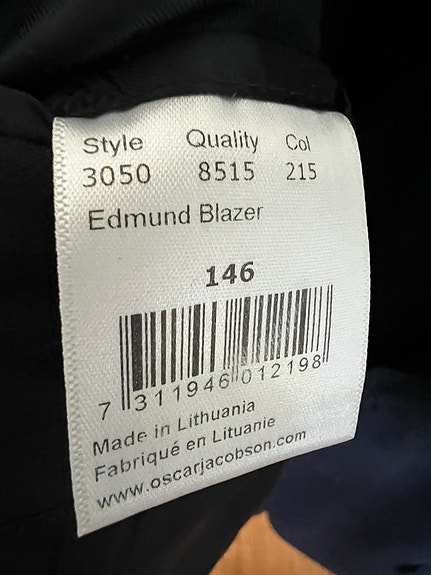 Style Quality Col
3050 8515 215
Edmund Blazer
146
7 311946 012198
Made in Lithuania
Fabriqué en Lituanie
www.oscarjacobson.com